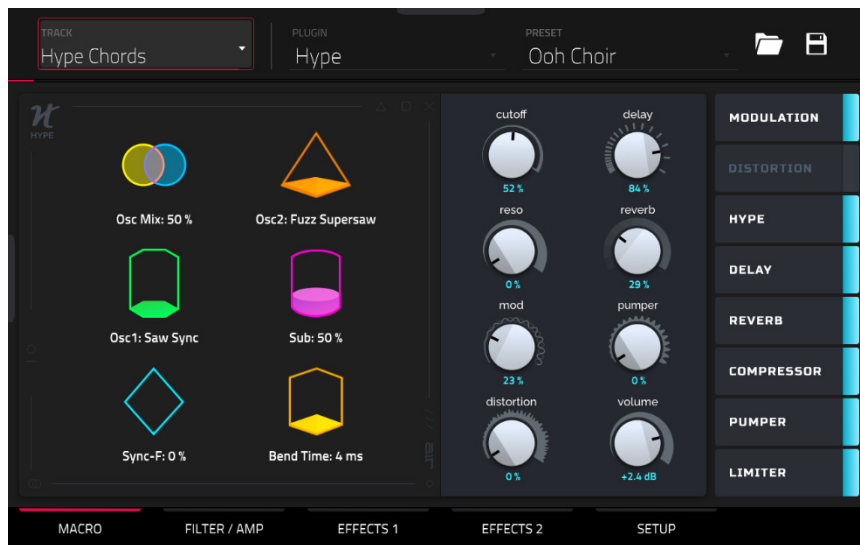 TRACK
Hype Chords
PLUGIN
Hype
PRESET
Ooh Choir
HYPE
Osc Mix: 50 %
Osc2: Fuzz Supersaw
Osc1: Saw Sync
Sub: 50 %
Sync-F: 0 %
Bend Time: 4 ms
AIR
cutoff
delay
52 %
84 %
reso
reverb
0 %
29 %
mod
pumper
23 %
0 %
distortion
volume
0 %
+2.4 dB
MODULATION
DISTORTION
HYPE
DELAY
REVERB
COMPRESSOR
PUMPER
LIMITER
MACRO
FILTER / AMP
EFFECTS 1
EFFECTS 2
SETUP